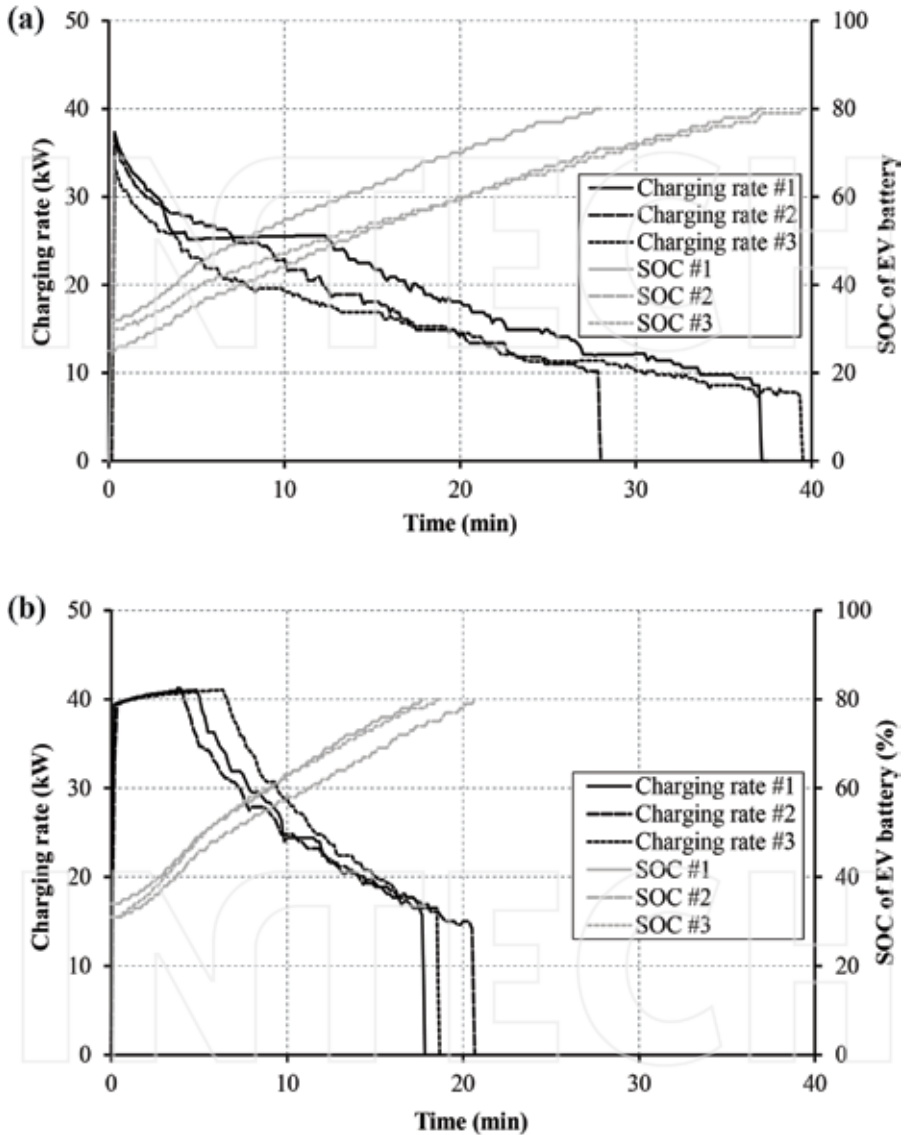 (a)
50
40
30
20
10
0
Charging rate (kW)
100
80
60
40
20
0
SOC of EV battery
Charging rate #1
Charging rate #2
Charging rate #3
SOC #1
SOC #2
SOC #3
0
10
20
30
40
Time (min)
INTECH
(b)
50
40
30
20
10
0
Charging rate (kW)
100
80
60
40
20
0
SOC of EV battery (%)
Charging rate #1
Charging rate #2
Charging rate #3
SOC #1
SOC #2
SOC #3
0
10
20
30
40
Time (min)
INTECH